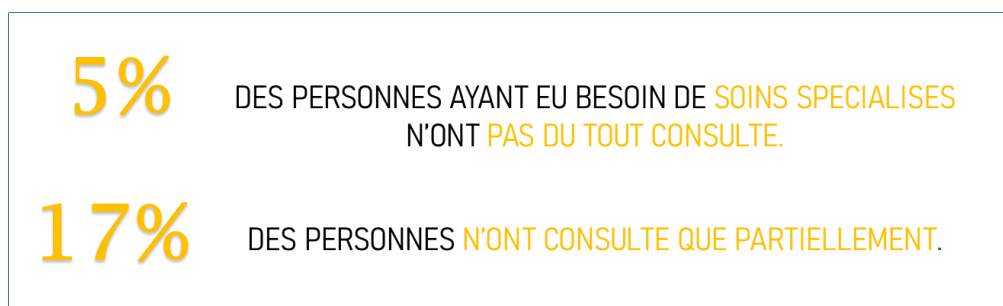 5%
DES PERSONNES AYANT EU BESOIN DE SOINS SPECIALISES
N'ONT PAS DU TOUT CONSULTE.
17%
DES PERSONNES N'ONT CONSULTE QUE PARTIELLEMENT.